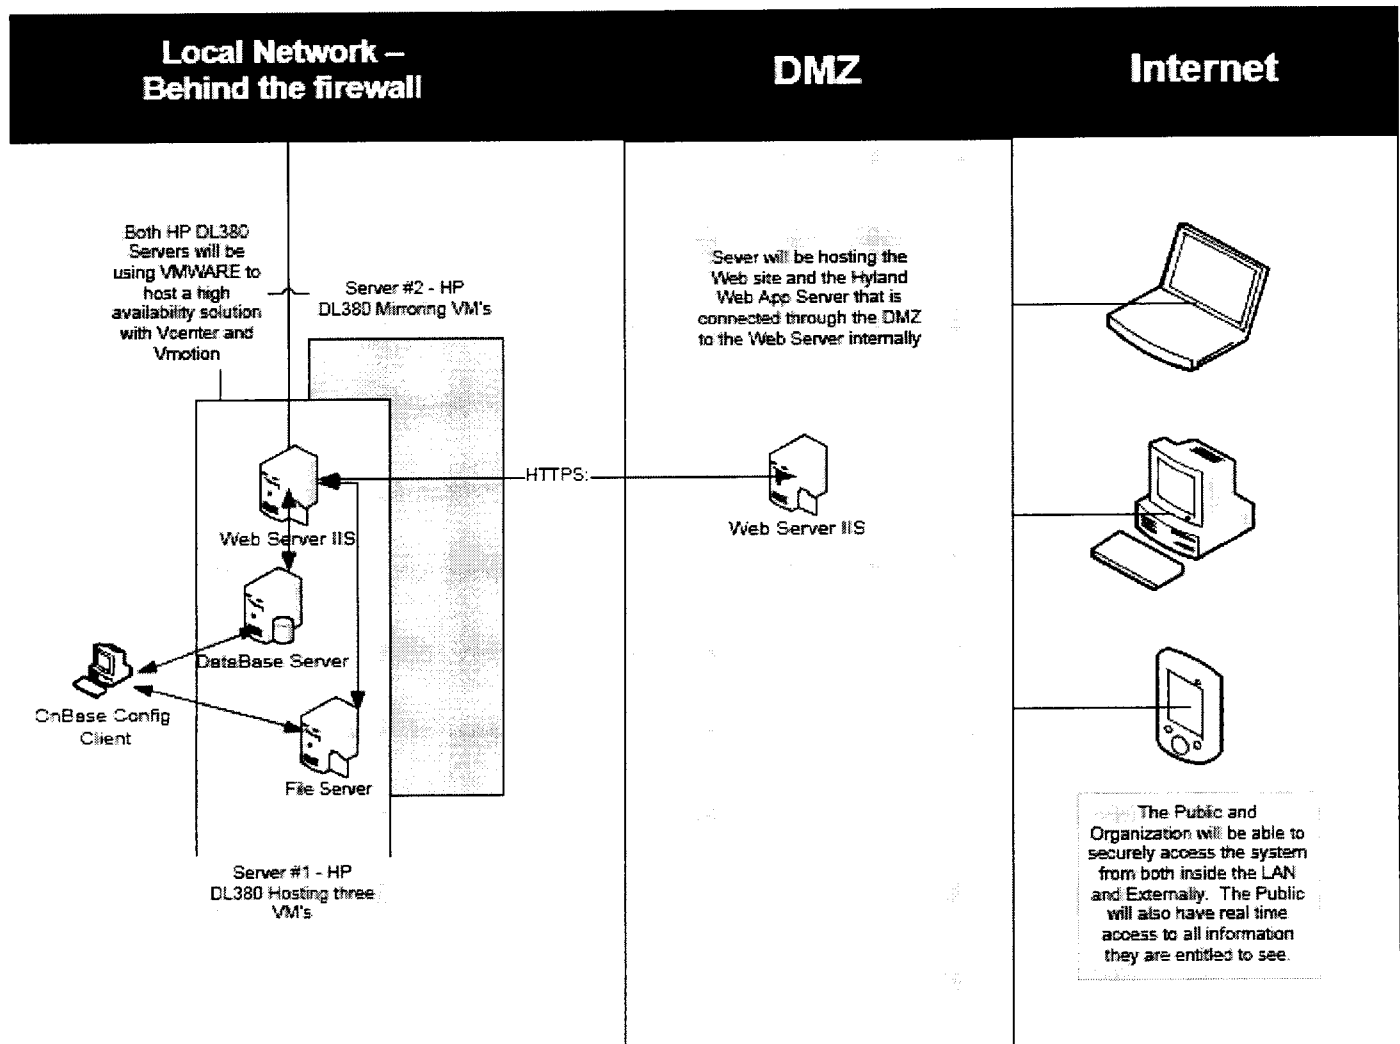 Local Network –
Behind the firewall
DMZ
Internet
Both HP DL380
Servers will be
using VMWARE to
host a high
availability solution
with Vcenter and
Vmotion
Server #2 - HP
DL380 Mirroring VM's
Sever will be hosting the
Web site and the Hyland
Web App Server that is
connected through the DMZ
to the Web Server internally
HTTPS:
Web Server IIS
Web Server IIS
DataBase Server
OnBase Config
Client
File Server
Server #1 - HP
DL380 Hosting three
VM's
The Public and
Organization will be able to
securely access the system
from both inside the LAN
and Externally. The Public
will also have real time
access to all information
they are entitled to see.